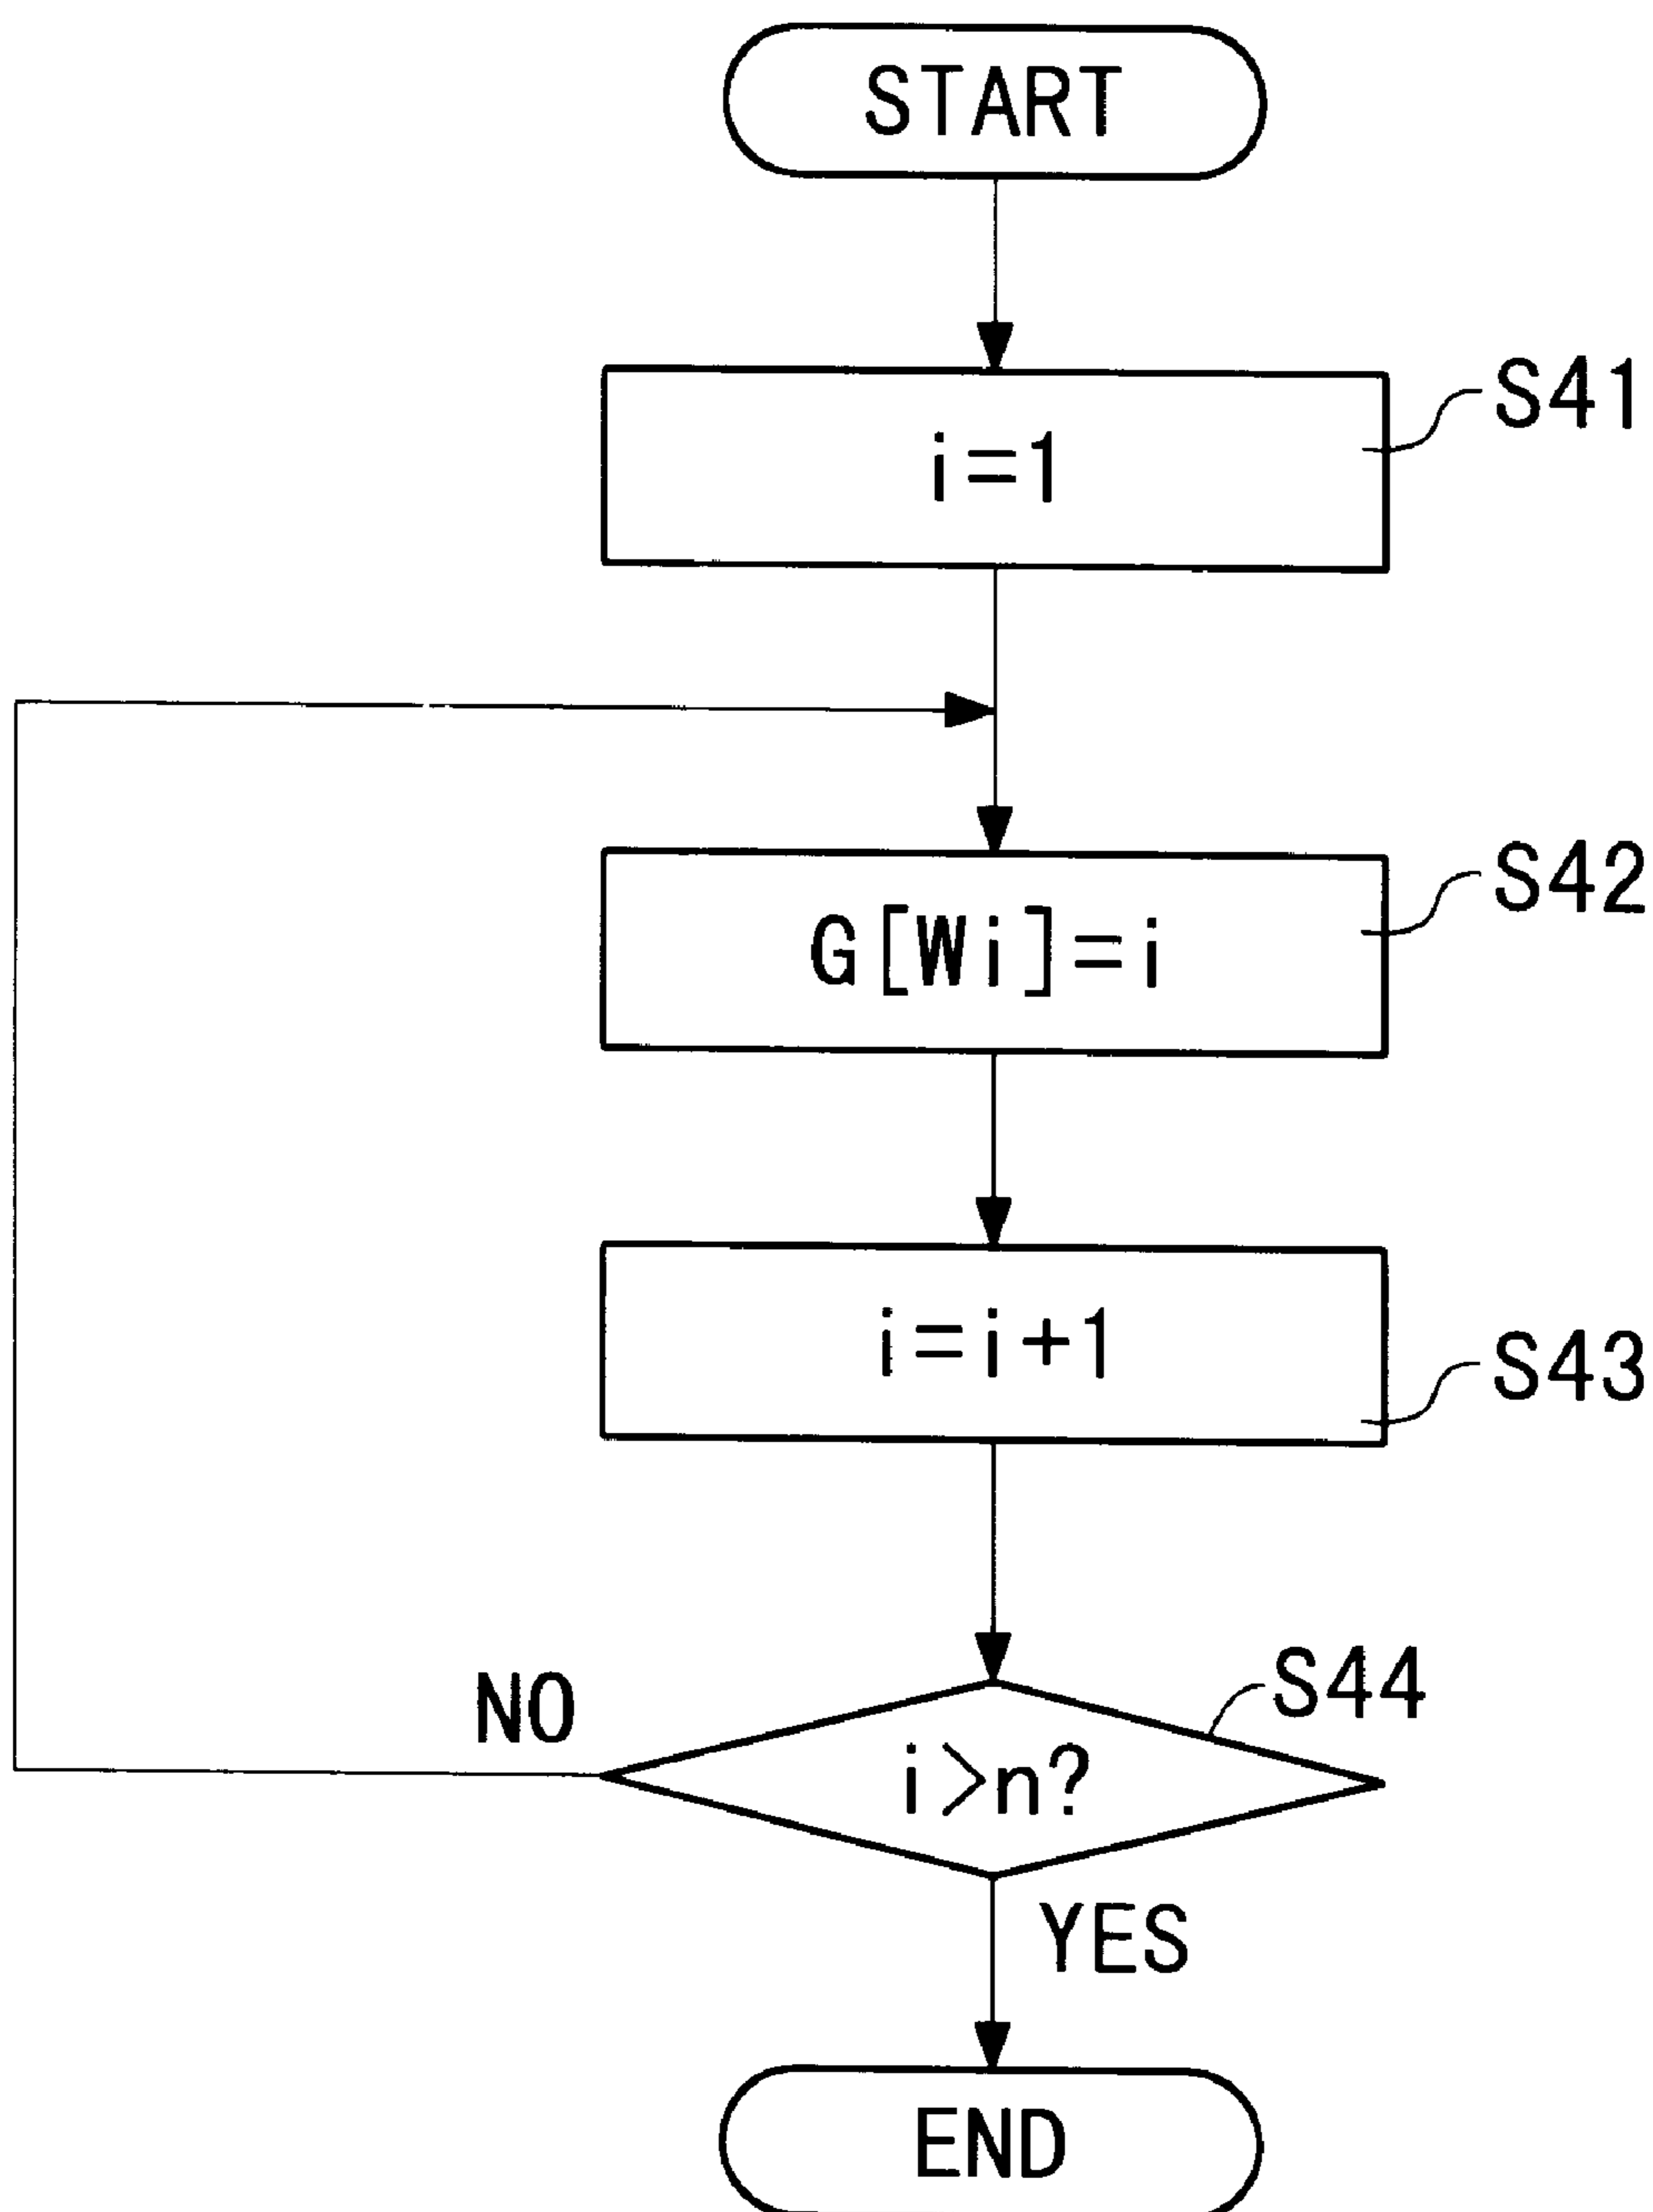 START
i=1
S41
G[Wi]=i
S42
i=i+1
S43
NO
i>n?
S44
YES
END